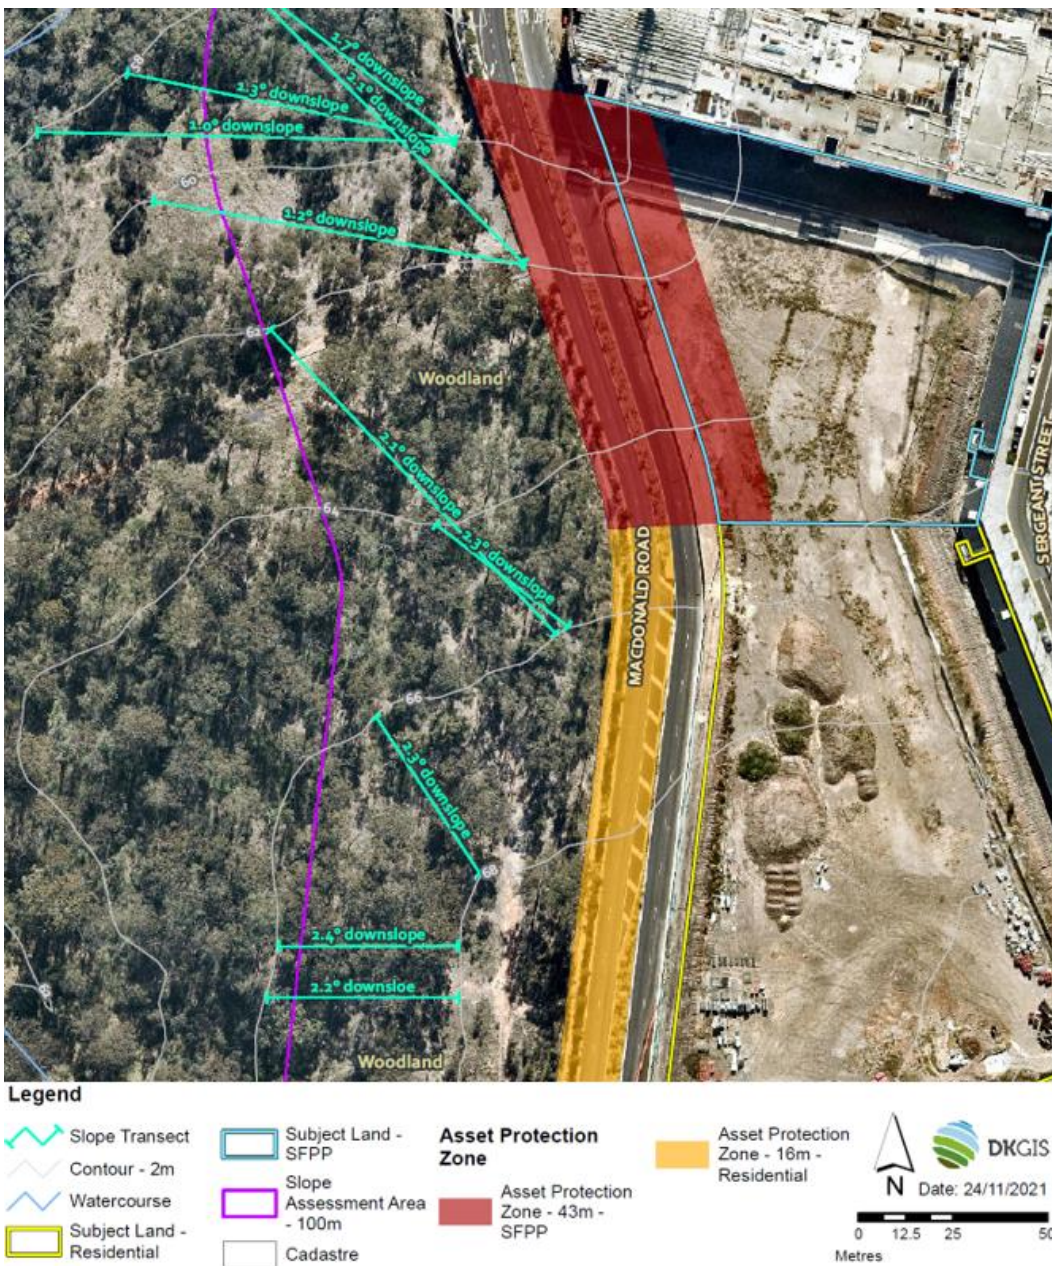 1.7° downslope
2.1° downslope
1.3° downslope
1.0° downslope
60
1.2° downslope
62
Woodland
2.1° downslope
64
2.3° downslope
SERGEANT STREET
MACDONALD ROAD
66
2.3° downslope
68
2.4° downslope
2.2° downsloe
Woodland
Legend
Slope Transect
Contour - 2m
Watercourse
Subject Land -
Residential
Subject Land -
SFPP
Slope
Assessment Area
- 100m
Cadastre
Asset Protection
Zone
Asset Protection
Zone - 43m -
SFPP
Asset Protection
Zone - 16m -
Residential
N
DKGIS
Date: 24/11/2021
0 12.5 25 50
Metres